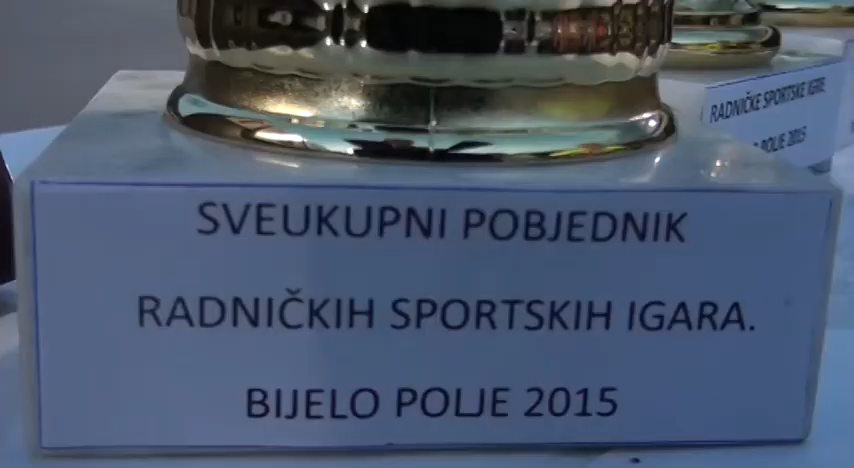 SVEUKUPNI POBJEDNIK
RADNIČKIH SPORTSKIH IGARA.
BIJELO POLJE 2015
RADNIČKE SPORTSKE IGRE
POLJE 2015